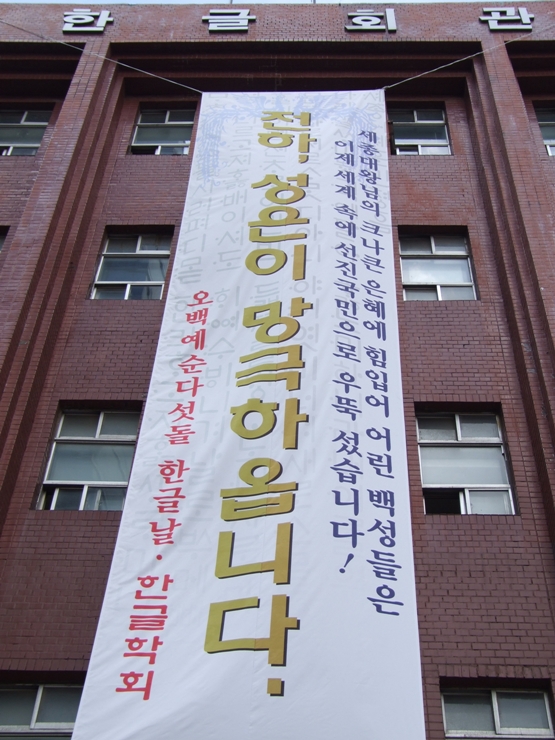 한글회관
세종대왕님의 크나큰 은혜에 힘입어 어린 백성들은
이제 세계 속에 선진국민으로 우뚝 섰습니다!
전하, 성은이 망극하옵니다.
오백예순다섯돌 한글날·한글학회